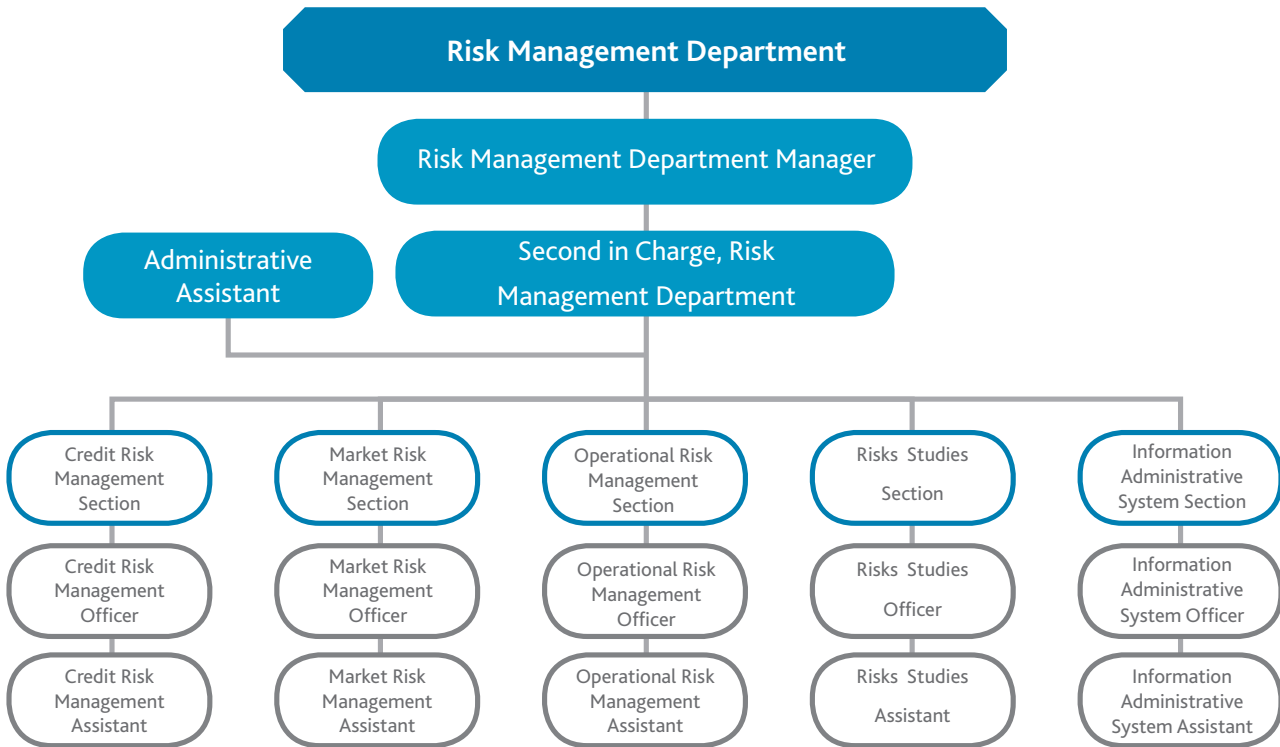 Risk Management Department
Risk Management Department Manager
Administrative
Assistant
Second in Charge, Risk
Management Department
Credit Risk
Management
Section
Market Risk
Management
Section
Operational Risk
Management
Section
Risks Studies
Section
Information
Administrative
System Section
Credit Risk
Management
Officer
Market Risk
Management
Officer
Operational Risk
Management
Officer
Risks Studies
Officer
Information
Administrative
System Officer
Credit Risk
Management
Assistant
Market Risk
Management
Assistant
Operational Risk
Management
Assistant
Risks Studies
Assistant
Information
Administrative
System Assistant